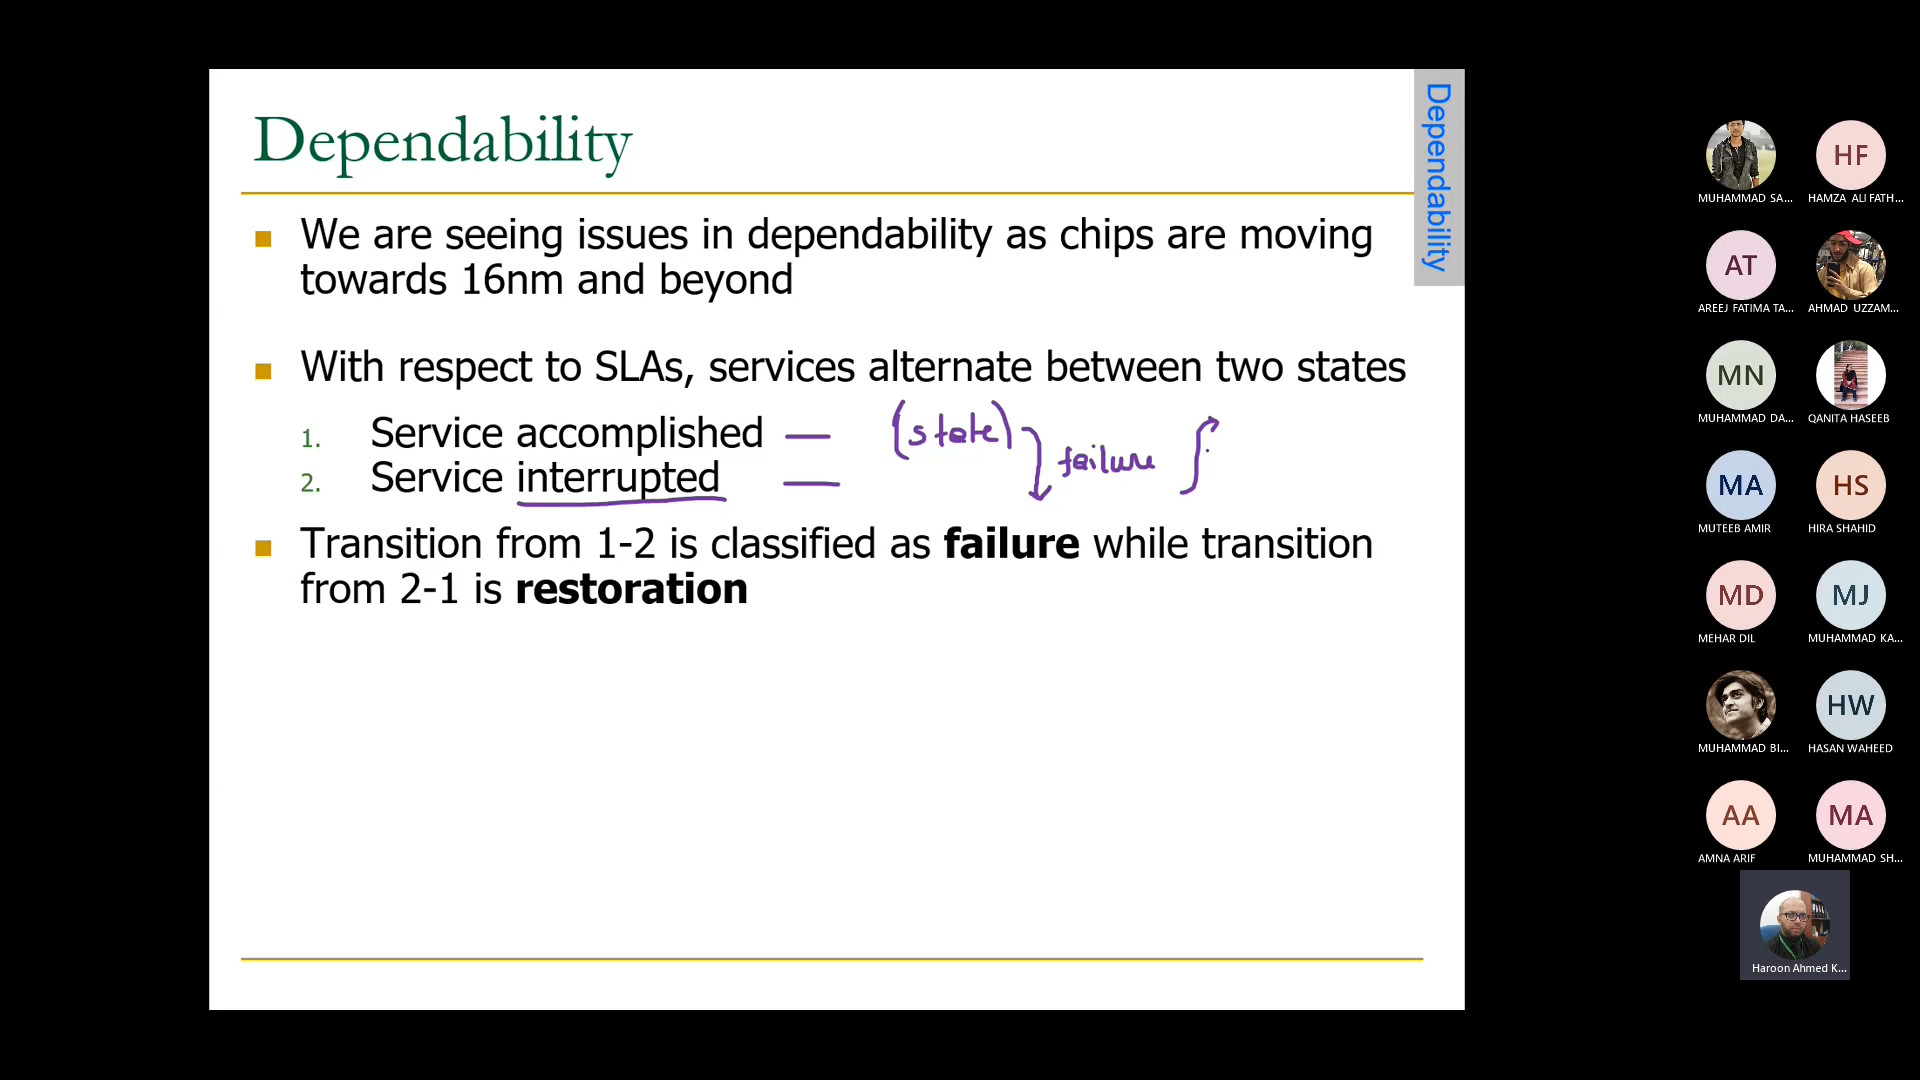 Dependability
Dependability
We are seeing issues in dependability as chips are moving
towards 16nm and beyond
With respect to SLAs, services alternate between two states
1. Service accomplished — (state)
failure
2. Service interrupted —
Transition from 1-2 is classified as failure while transition
from 2-1 is restoration
MUHAMMAD SA...
HF
HAMZA ALI FATH...
AT
AREEJ FATIMA TA...
AHMAD UZZAM...
MN
MUHAMMAD DA...
QANITA HASEEB
MA
MUTEEB AMIR
HS
HIRA SHAHID
MD
MEHAR DIL
MJ
MUHAMMAD KA...
MUHAMMAD BI...
HW
HASAN WAHEED
AA
AMNA ARIF
MA
MUHAMMAD SH...
Haroon Ahmed K...